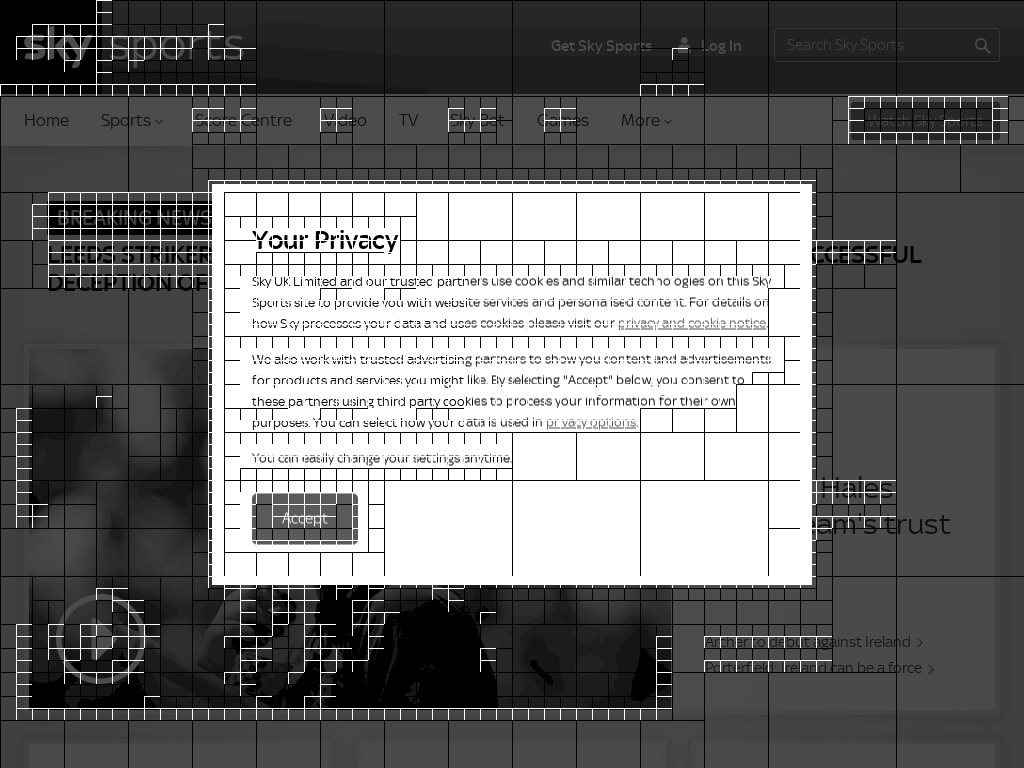 sky sports
Get Sky Sports
Log In
Search Sky Sports
Home
Sports
Score Centre
Video
TV
Sky Bet
Games
More
Watch Sky Sports
BREAKING NEWS
LEEDS STRIKER
CCESSFUL
DECEPTION OF
Your Privacy
Sky UK Limited and our trusted partners use cookies and similar technologies on this Sky
Sports site to provide you with website services and personalised content. For details on
how Sky processes your data and uses cookies please visit our privacy and cookie notice.
We also work with trusted advertising partners to show you content and advertisements
for products and services you might like. By selecting "Accept" below, you consent to
these partners using third party cookies to process your information for their own
purposes. You can select how your data is used in privacy options.
You can easily change your settings anytime.
Accept
Hales
am's trust
Archer to debut against Ireland
Porterfield: Ireland can be a force